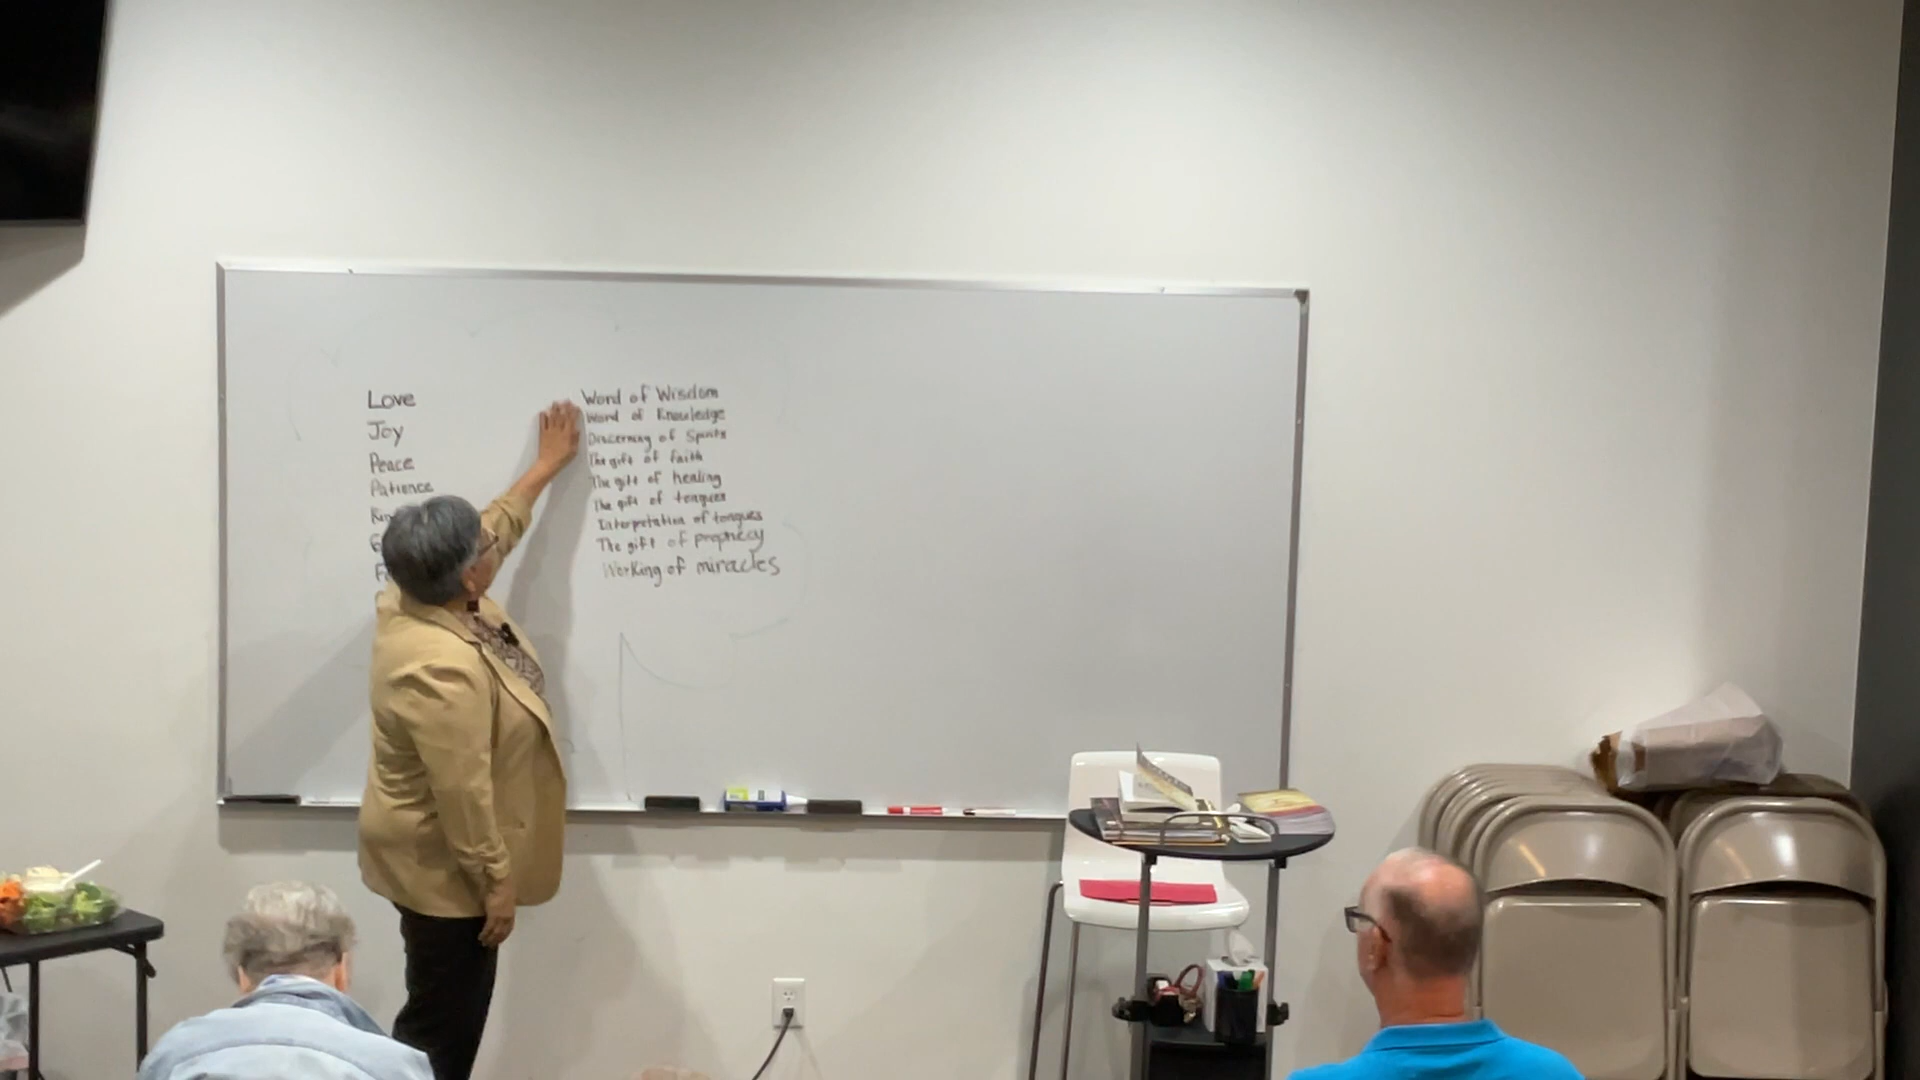 Love
Joy
Peace
Patience
Word of Wisdom
Word of Knowledge
Discerning of Spirits
The gift of faith
The gift of healing
The gift of tongues
Interpretation of tongues
The gift of prophecy
Working of miracles